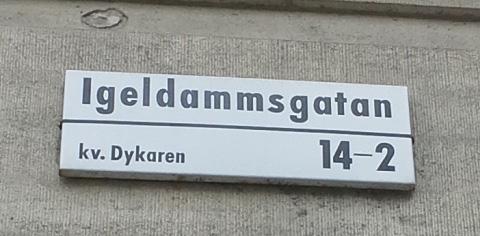 Igeldammsgatan
kv. Dykaren 14-2